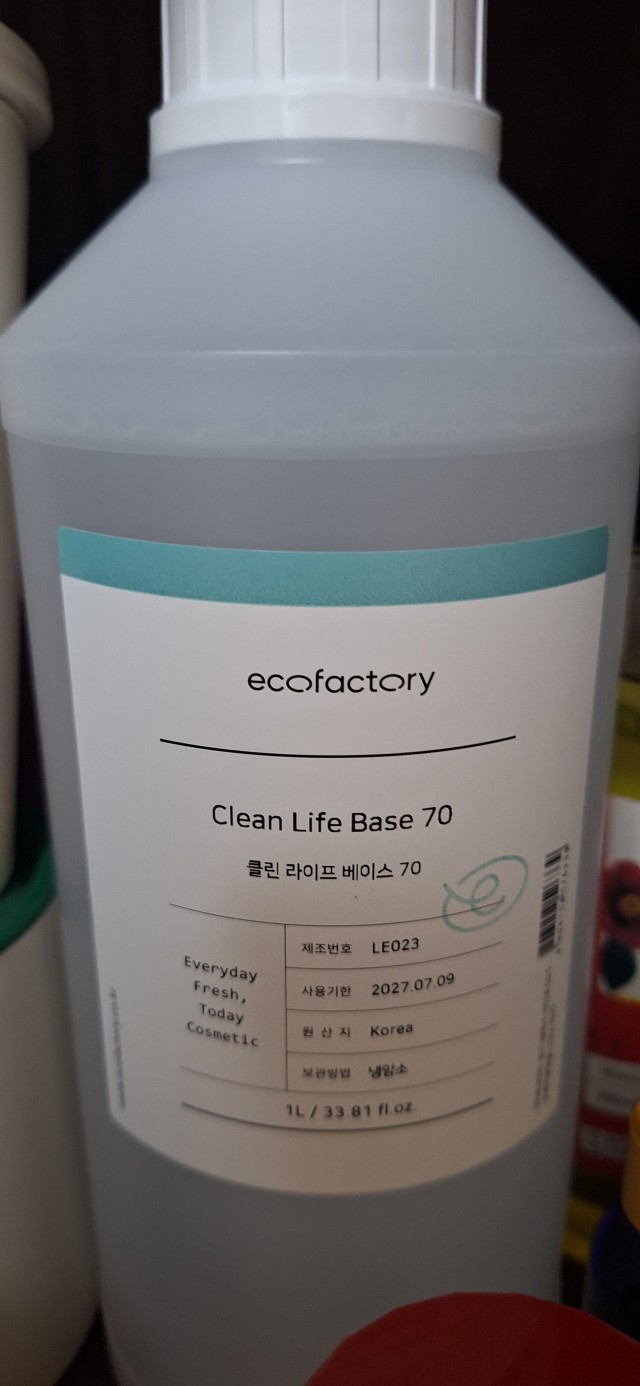 ecofactory
Clean Life Base 70
클린 라이프 베이스 70
Everyday
Fresh,
Today
Cosmetic
제조번호 LE023
사용기한 2027.07.09
원 산 지 Korea
보관방법 냉암소
1L / 33.81 fl.oz.